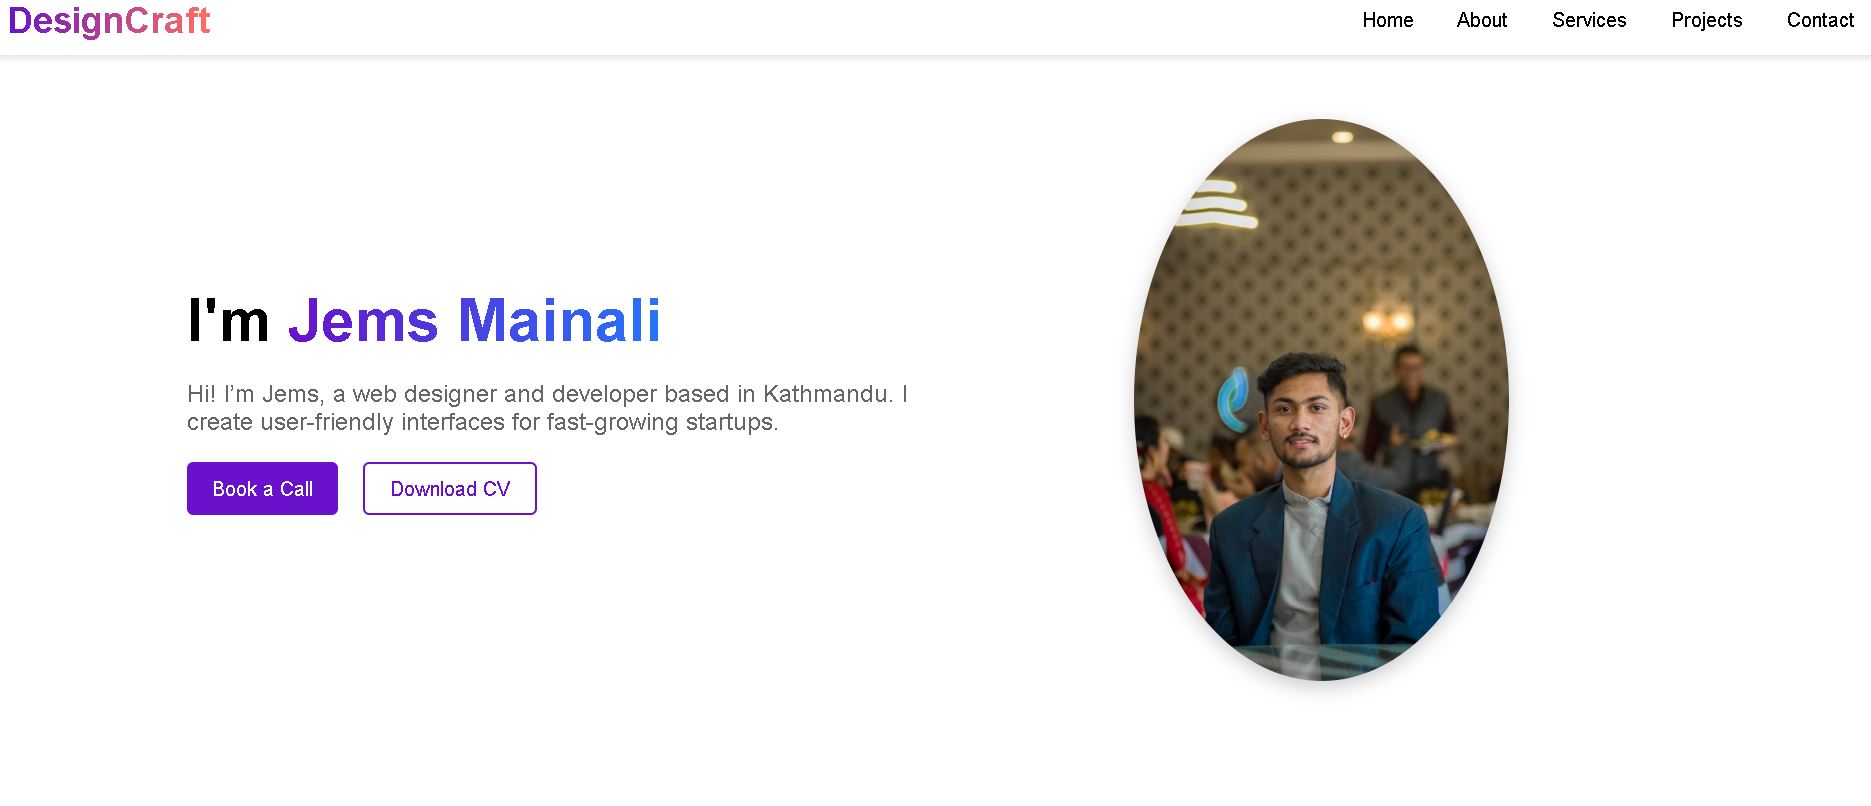 DesignCraft
Home About Services Projects Contact
I'm Jems Mainali
Hi! I’m Jems, a web designer and developer based in Kathmandu. I
create user-friendly interfaces for fast-growing startups.
Book a Call
Download CV